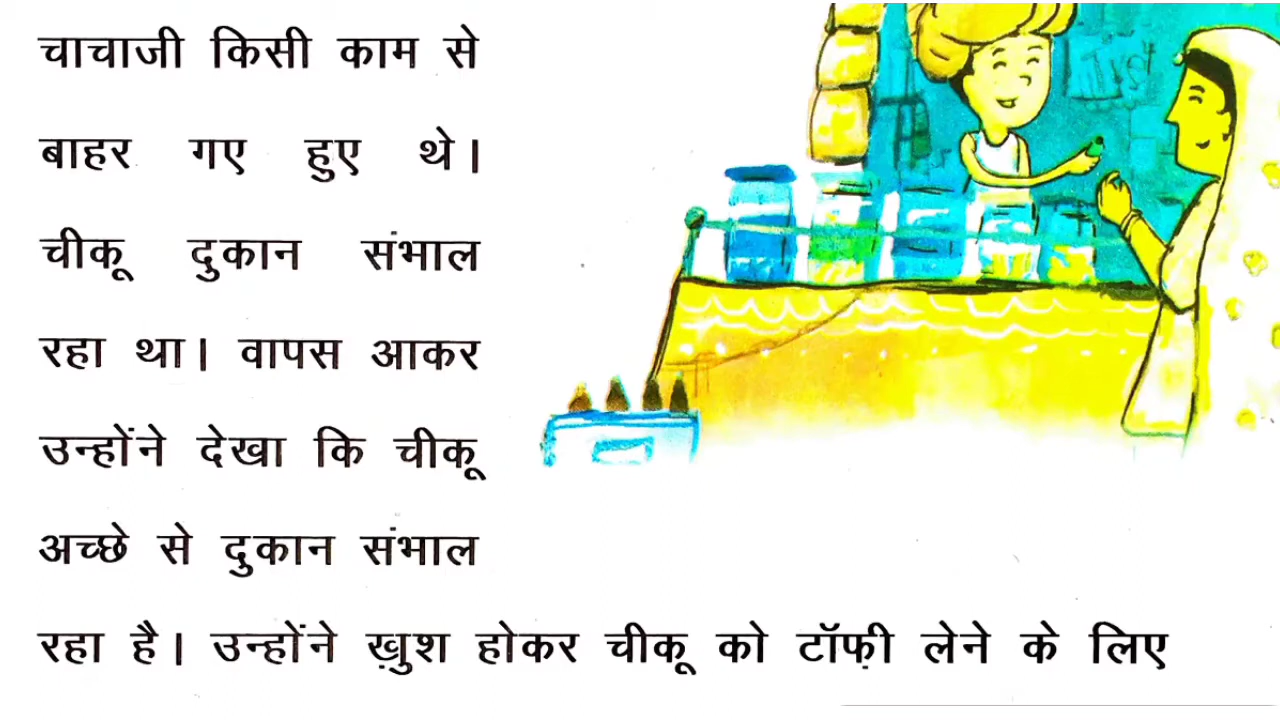 चाचाजी किसी काम से
बाहर गए हुए थे।
चीकू दुकान संभाल
रहा था। वापस आकर
उन्होंने देखा कि चीकू
अच्छे से दुकान संभाल
रहा है। उन्होंने ख़ुश होकर चीकू को टॉफ़ी लेने के लिए